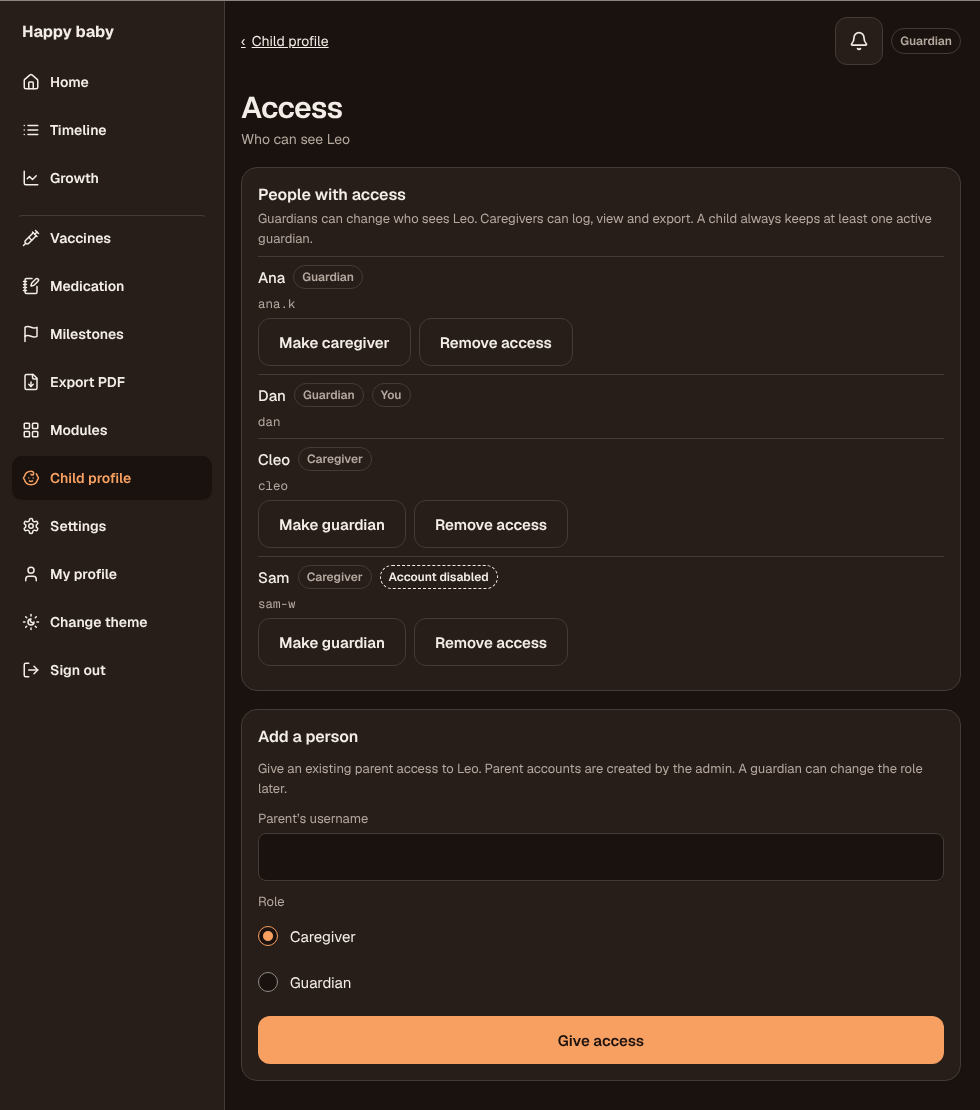 Happy baby
Home
Timeline
Growth
Vaccines
Medication
Milestones
Export PDF
Modules
Child profile
Settings
My profile
Change theme
Sign out
‹ Child profile
Guardian
Access
Who can see Leo
People with access
Guardians can change who sees Leo. Caregivers can log, view and export. A child always keeps at least one active
guardian.
Ana Guardian
ana.k
Make caregiver Remove access
Dan Guardian You
dan
Cleo Caregiver
cleo
Make guardian Remove access
Sam Caregiver Account disabled
sam-w
Make guardian Remove access
Add a person
Give an existing parent access to Leo. Parent accounts are created by the admin. A guardian can change the role
later.
Parent's username
Role
Caregiver
Guardian
Give access